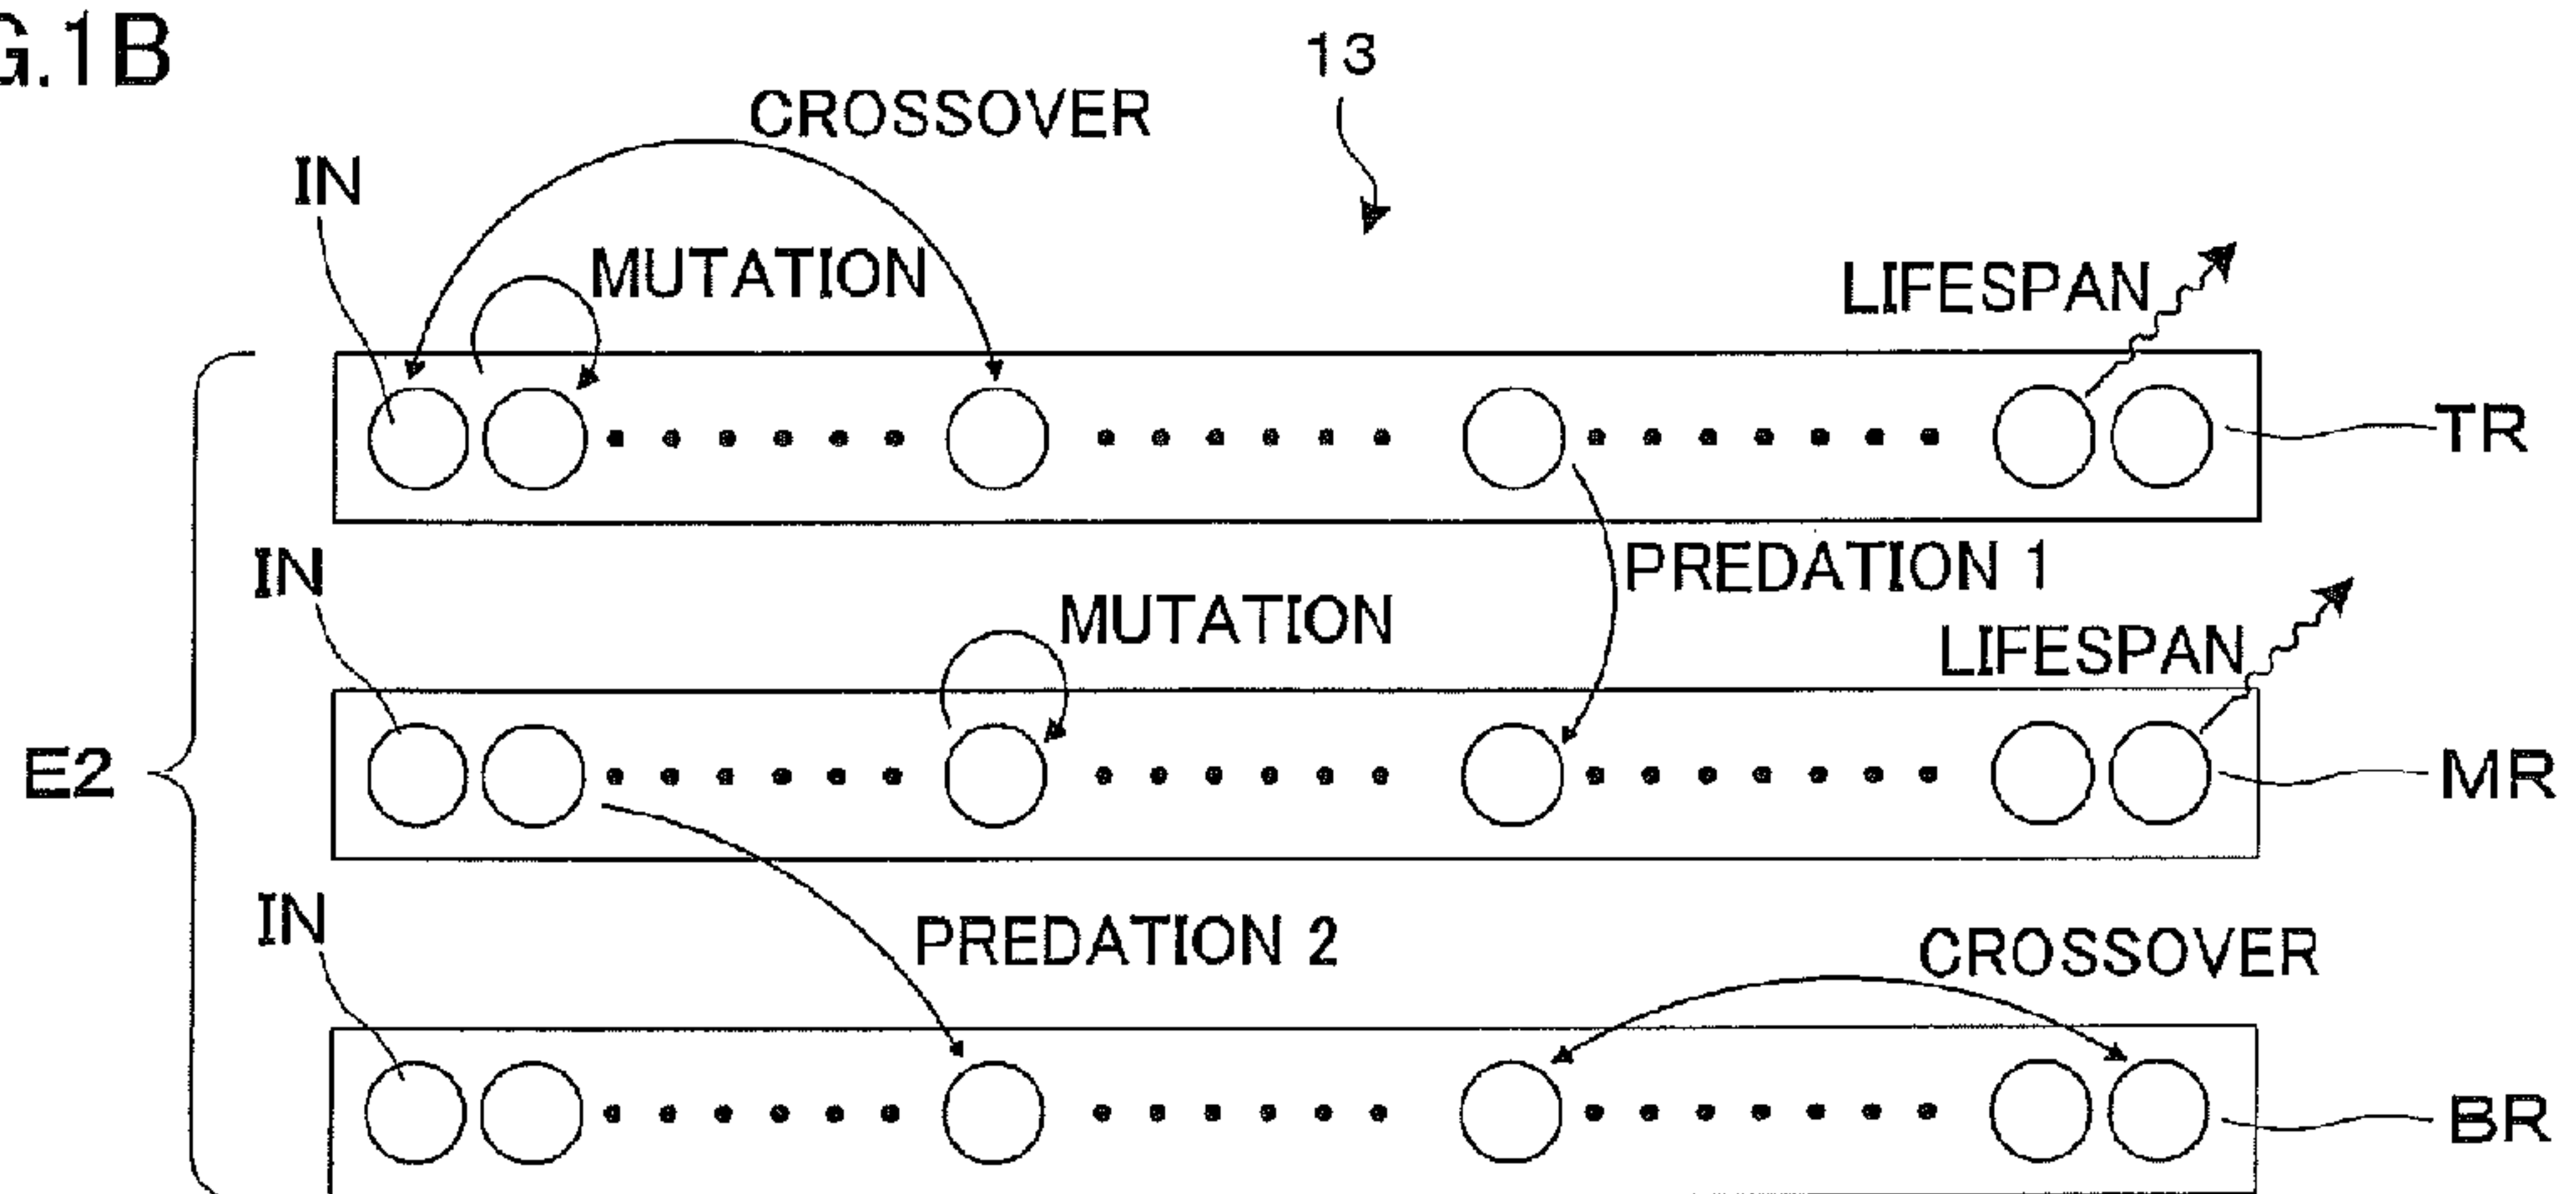 G.1B
13
CROSSOVER
IN
MUTATION
LIFESPAN
TR
IN
PREDATION 1
MUTATION
LIFESPAN
E2
MR
IN
PREDATION 2
CROSSOVER
BR